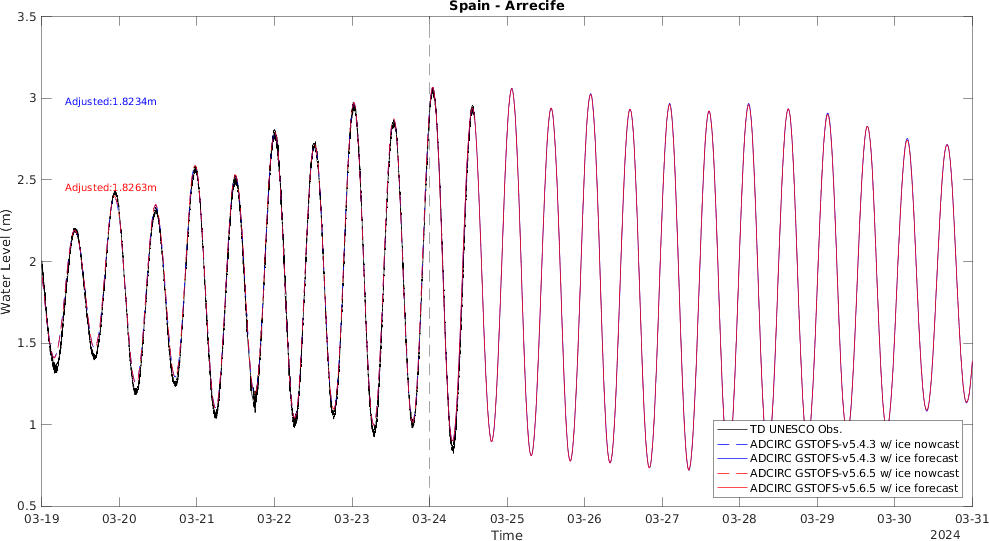 Spain - Arrecife
3.5
3
2.5
2
1.5
1
0.5
Water Level (m)
Adjusted:1.8234m
Adjusted:1.8263m
TD UNESCO Obs.
ADCIRC GSTOFS-v5.4.3 w/ ice nowcast
ADCIRC GSTOFS-v5.4.3 w/ ice forecast
ADCIRC GSTOFS-v5.6.5 w/ ice nowcast
ADCIRC GSTOFS-v5.6.5 w/ ice forecast
03-19 03-20 03-21 03-22 03-23 03-24 03-25 03-26 03-27 03-28 03-29 03-30 03-31
Time
2024